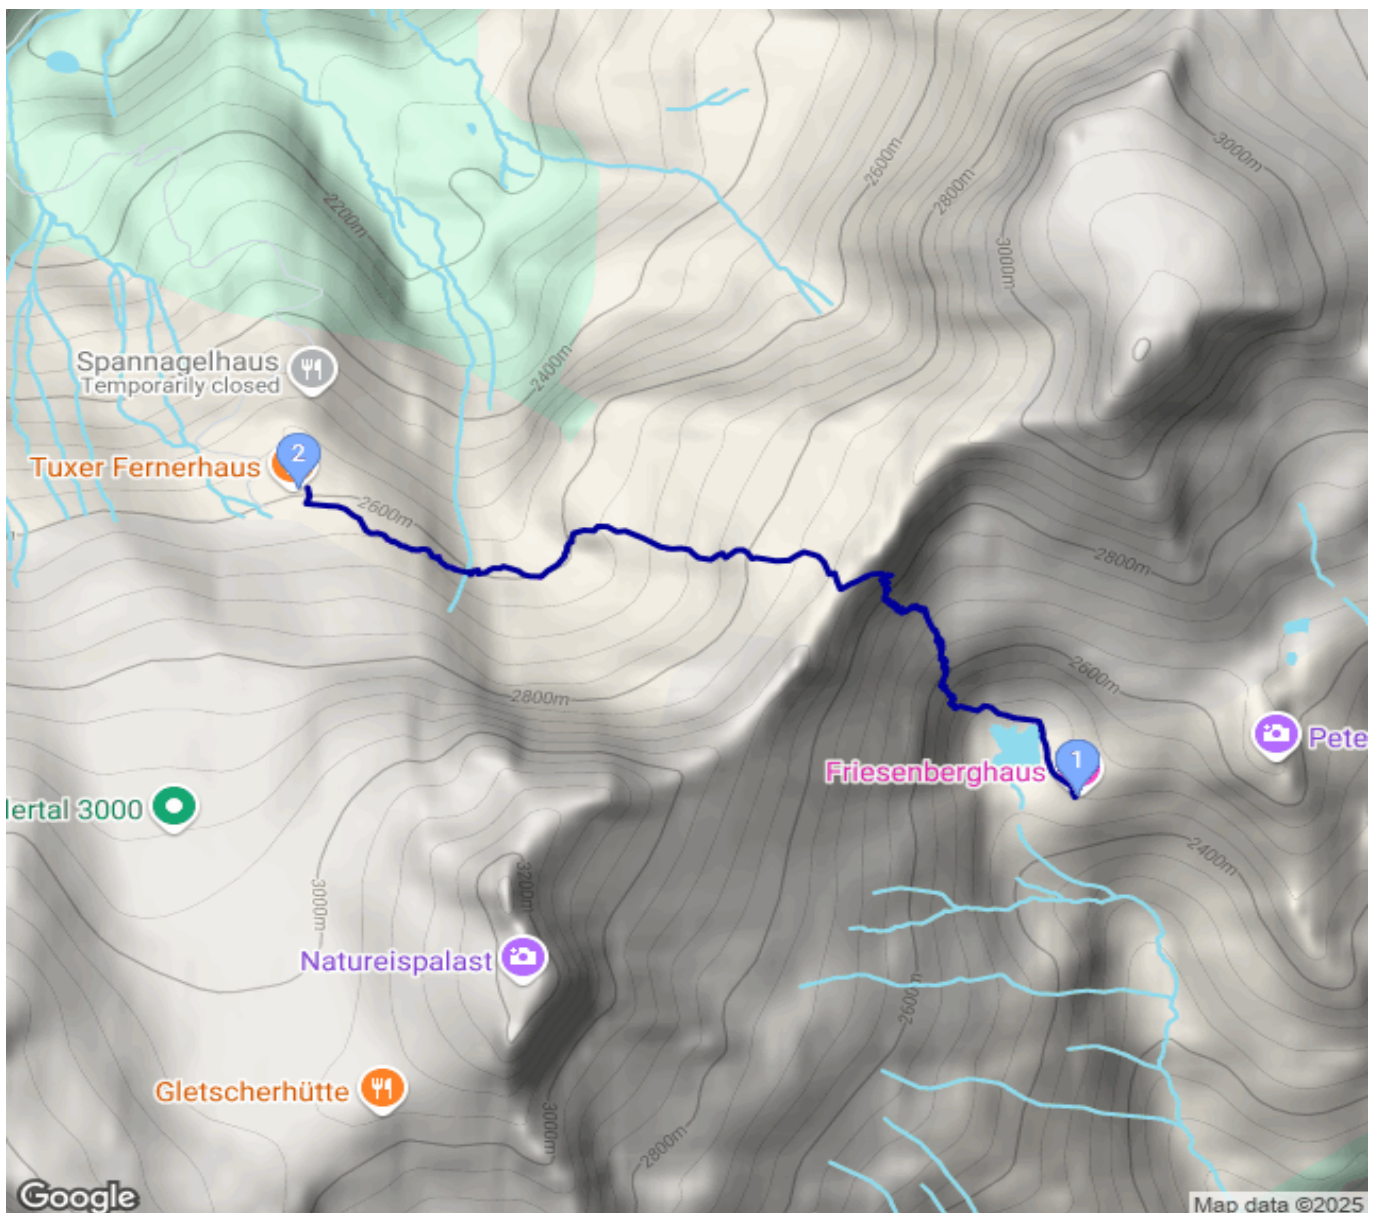 2600m
3000m
2800m
2200m
3000m
2400m
Spannagelhaus
Temporarily closed
2
Tuxer Fernerhaus
2600m
2800m
2600m
2800m
Pete
1
Friesenberghaus
lertal 3000
2400m
3200m
3000m
Natureispalast
2600m
Gletscherhütte
3000m
2800m
Google
Map data ©2025